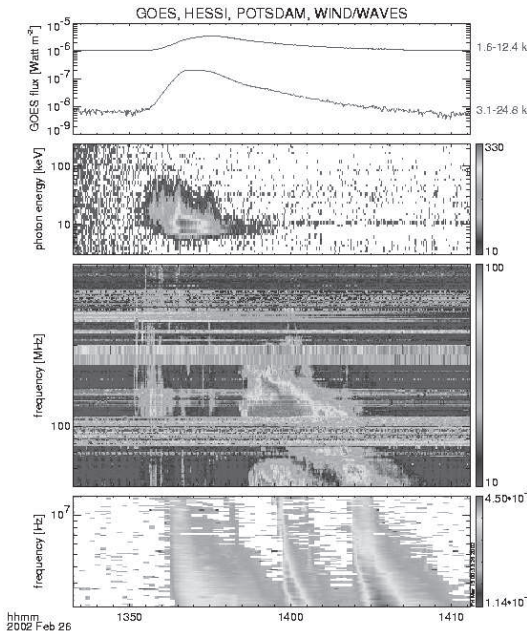 GOES, HESSI, POTSDAM, WIND/WAVES
GOES flux [Watt m-2]
10-5
10-6
10-7
10-8
10-9
1.6-12.4 k
3.1-24.8 k
photon energy [keV]
100
10
330
10
frequency [MHz]
100
100
10
frequency [Hz]
107
4.50•10-
1.14•10-
hhmm
2002 Feb 26
1350
1400
1410